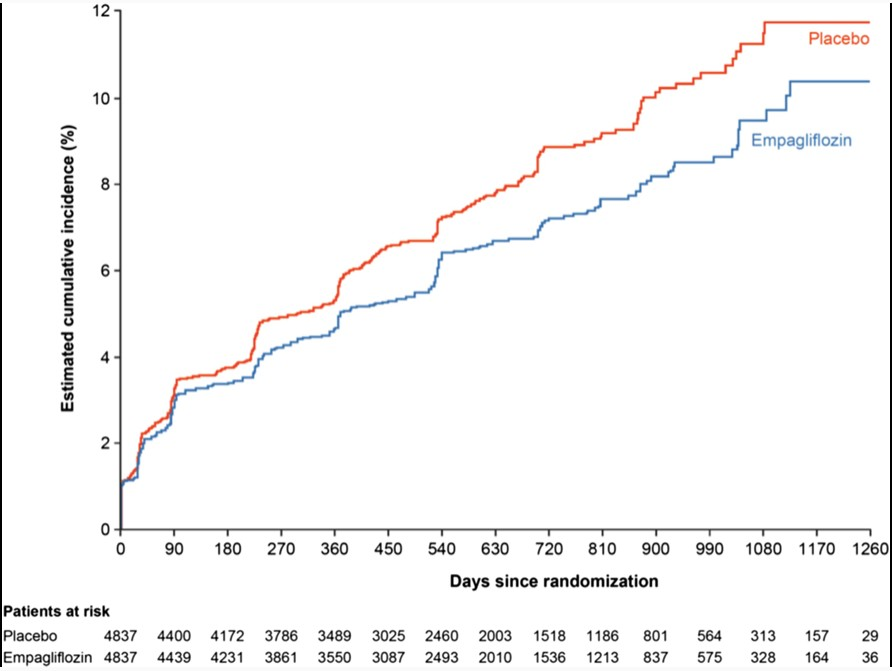 12
Placebo
10
Empagliflozin
8
Estimated cumulative incidence (%)
6
4
2
0
0 90 180 270 360 450 540 630 720 810 900 990 1080 1170 1260
Days since randomization
Patients at risk
Placebo 4837 4400 4172 3786 3489 3025 2460 2003 1518 1186 801 564 313 157 29
Empagliflozin 4837 4439 4231 3861 3550 3087 2493 2010 1536 1213 837 575 328 164 36